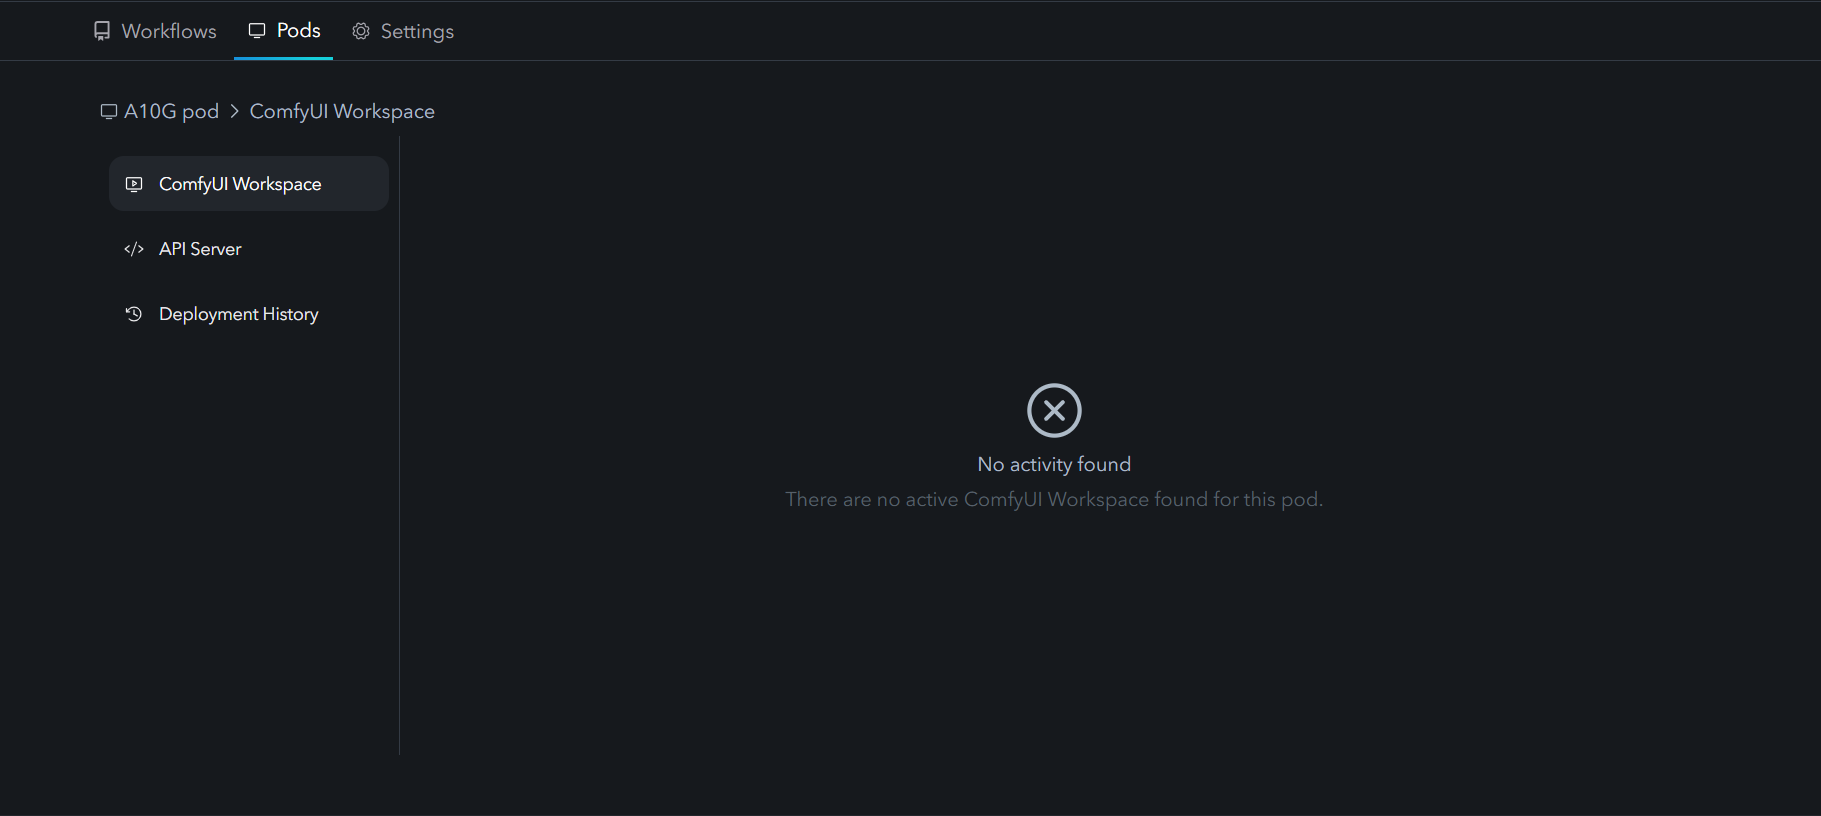 Workflows Pods Settings
A10G pod > ComfyUI Workspace
ComfyUI Workspace
API Server
Deployment History
No activity found
There are no active ComfyUI Workspace found for this pod.